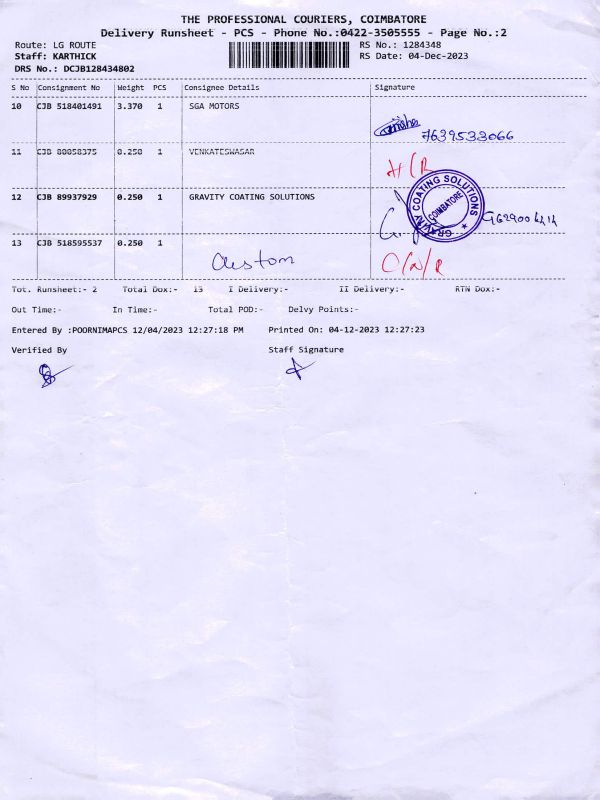 THE PROFESSIONAL COURIERS, COIMBATORE
Delivery Runsheet - PCS - Phone No.:0422-3505555 - Page No.:2
Route: LG ROUTE RS No.: 1284348
Staff: KARTHICK RS Date: 04-Dec-2023
DRS No.: DCJB128434802
S No Consignment No Weight PCS Consignee Details Signature
10 CJB 518401491 3.370 1 SGA MOTORS
7639533066
11 CJB 80058375 0.250 1 VENKATESWASAR
12 CJB 89937929 0.250 1 GRAVITY COATING SOLUTIONS
GRAVITY COATING SOLUTIONS
COIMBATORE
13 CJB 518595537 0.250 1
Custom
Tot. Runsheet:- 2 Total Dox:- 13 I Delivery:- II Delivery:- RTN Dox:-
Out Time:- In Time:- Total POD:- Delvy Points:-
Entered By :POORNIMAPCS 12/04/2023 12:27:18 PM Printed On: 04-12-2023 12:27:23
Verified By Staff Signature